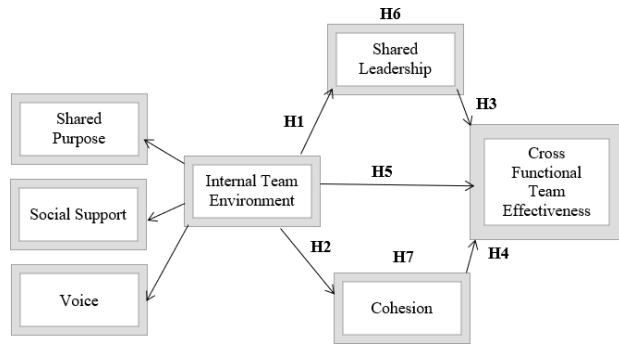 H6
Shared
Leadership
H1
H3
Shared
Purpose
Cross
Functional
Team
Effectiveness
Internal Team
Environment
H5
Social Support
H2
H7
H4
Voice
Cohesion